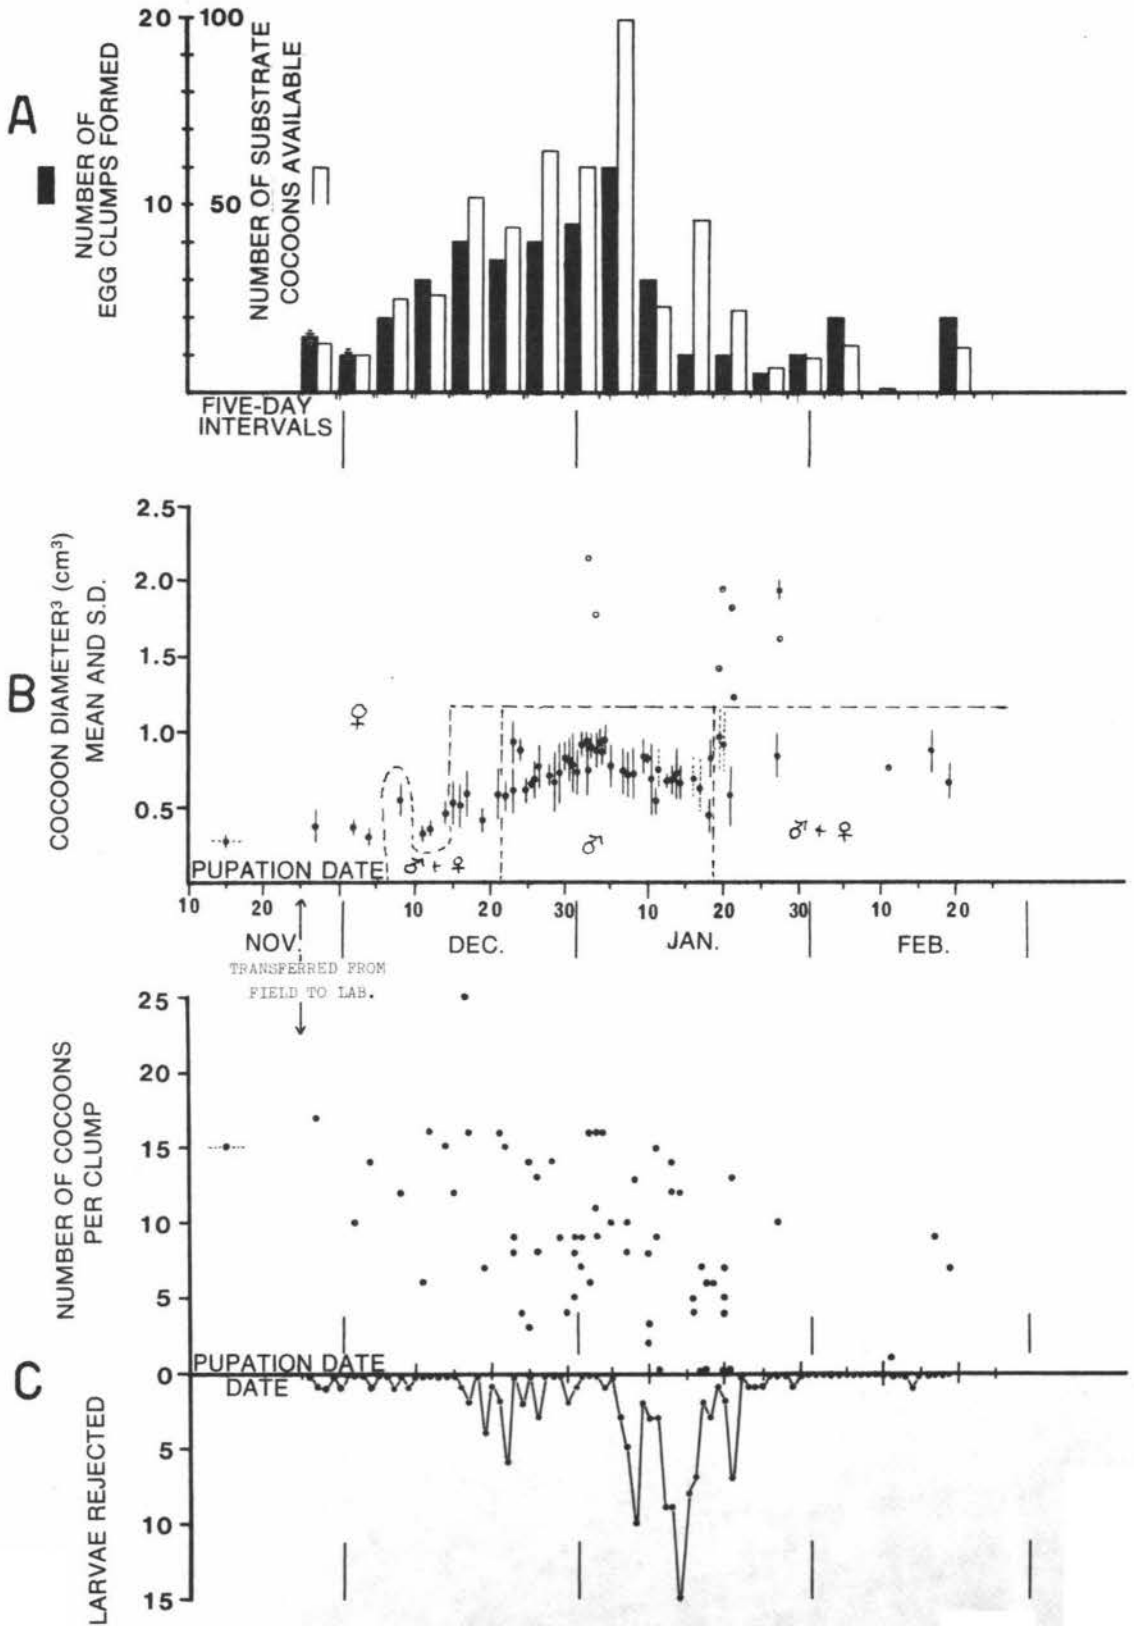 A
NUMBER OF
EGG CLUMPS FORMED
20
10
100
50
NUMBER OF SUBSTRATE
COCOONS AVAILABLE
FIVE-DAY
INTERVALS
B
COCOON DIAMETER³ (cm³)
MEAN AND S.D.
2.5
2.0
1.5
1.0
0.5
♀
♂ + ♀
♂
♂ + ♀
PUPATION DATE
10 20 10 20 30 10 20 30 10 20
NOV. DEC. JAN. FEB.
TRANSFERRED FROM
FIELD TO LAB.
NUMBER OF COCOONS
PER CLUMP
25
20
15
10
5
0
PUPATION DATE
C
DATE
LARVAE REJECTED
5
10
15